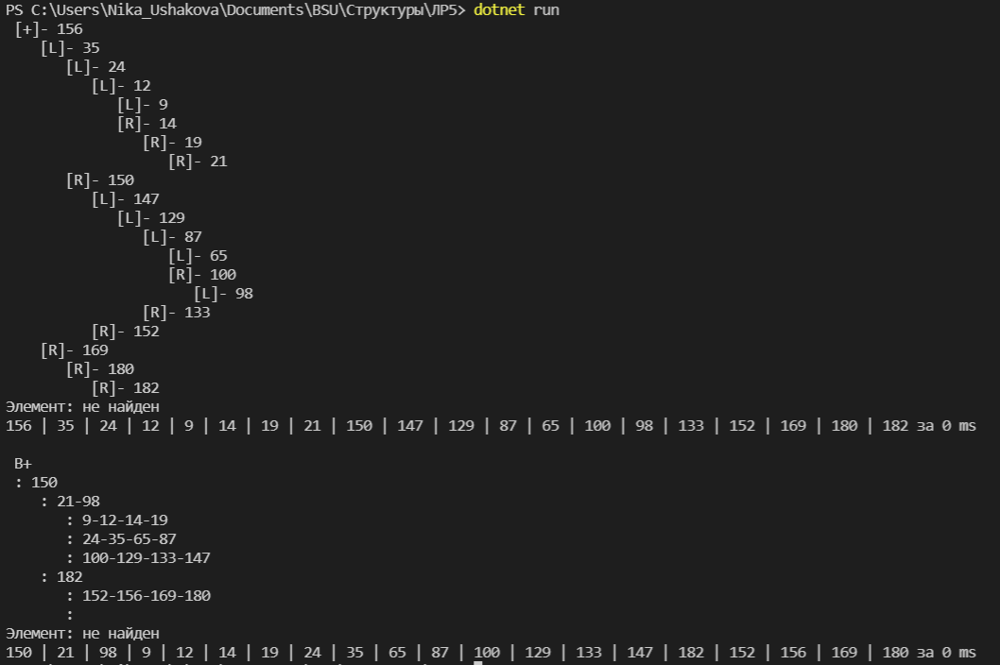 PS C:\Users\Nika_Ushakova\Documents\BSU\Структуры\ЛР5> dotnet run
[+]- 156
[L]- 35
[L]- 24
[L]- 12
[L]- 9
[R]- 14
[R]- 19
[R]- 21
[R]- 150
[L]- 147
[L]- 129
[L]- 87
[L]- 65
[R]- 100
[L]- 98
[R]- 133
[R]- 152
[R]- 169
[R]- 180
[R]- 182
Элемент: не найден
156 | 35 | 24 | 12 | 9 | 14 | 19 | 21 | 150 | 147 | 129 | 87 | 65 | 100 | 98 | 133 | 152 | 169 | 180 | 182 за 0 ms
B+
: 150
: 21-98
: 9-12-14-19
: 24-35-65-87
: 100-129-133-147
: 182
: 152-156-169-180
:
Элемент: не найден
150 | 21 | 98 | 9 | 12 | 14 | 19 | 24 | 35 | 65 | 87 | 100 | 129 | 133 | 147 | 182 | 152 | 156 | 169 | 180 за 0 ms